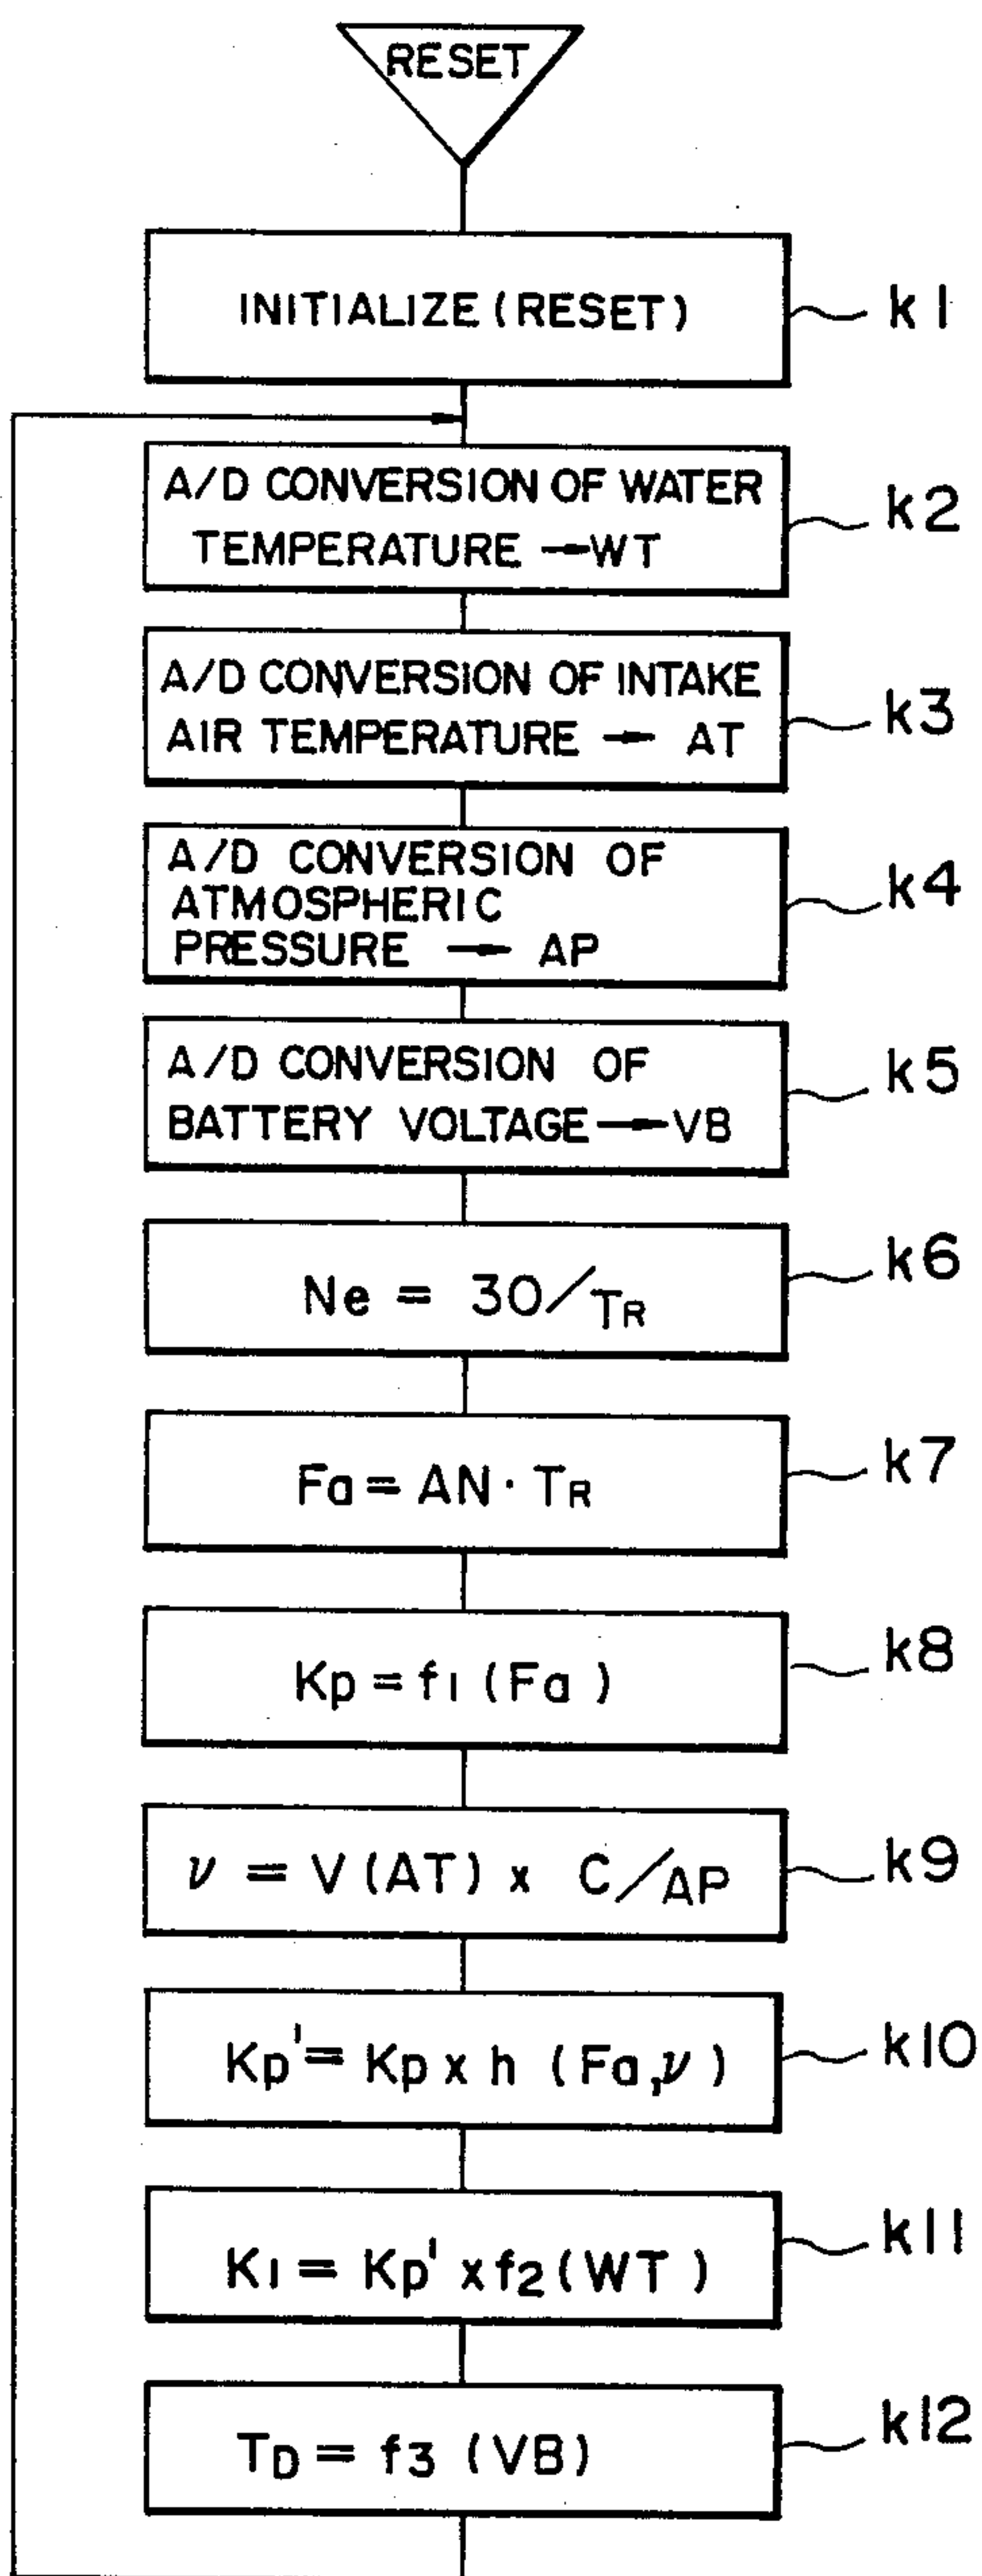 RESET
INITIALIZE (RESET)
k1
A/D CONVERSION OF WATER
TEMPERATURE → WT
k2
A/D CONVERSION OF INTAKE
AIR TEMPERATURE → AT
k3
A/D CONVERSION OF
ATMOSPHERIC
PRESSURE → AP
k4
A/D CONVERSION OF
BATTERY VOLTAGE → VB
k5
Ne = 30/TR
k6
Fa = AN · TR
k7
Kp = f1 (Fa)
k8
ν = V(AT) x C/AP
k9
Kp' = Kp x h (Fa,ν)
k10
K1 = Kp' x f2 (WT)
k11
TD = f3 (VB)
k12